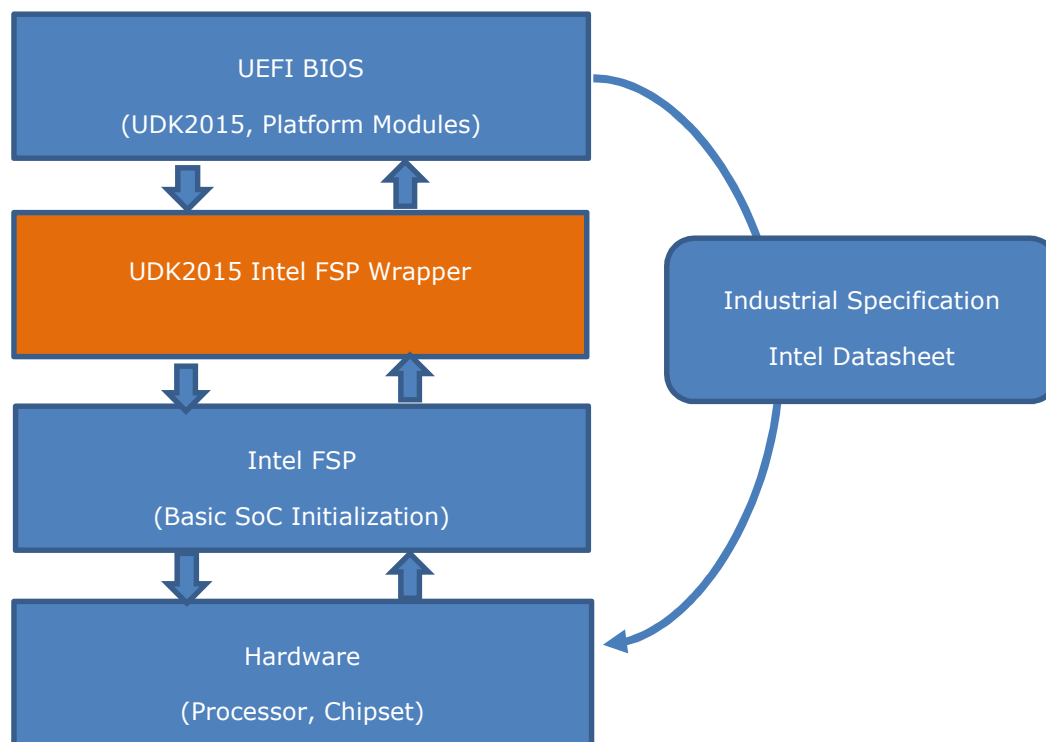 UEFI BIOS
(UDK2015, Platform Modules)
UDK2015 Intel FSP Wrapper
Industrial Specification
Intel Datasheet
Intel FSP
(Basic SoC Initialization)
Hardware
(Processor, Chipset)